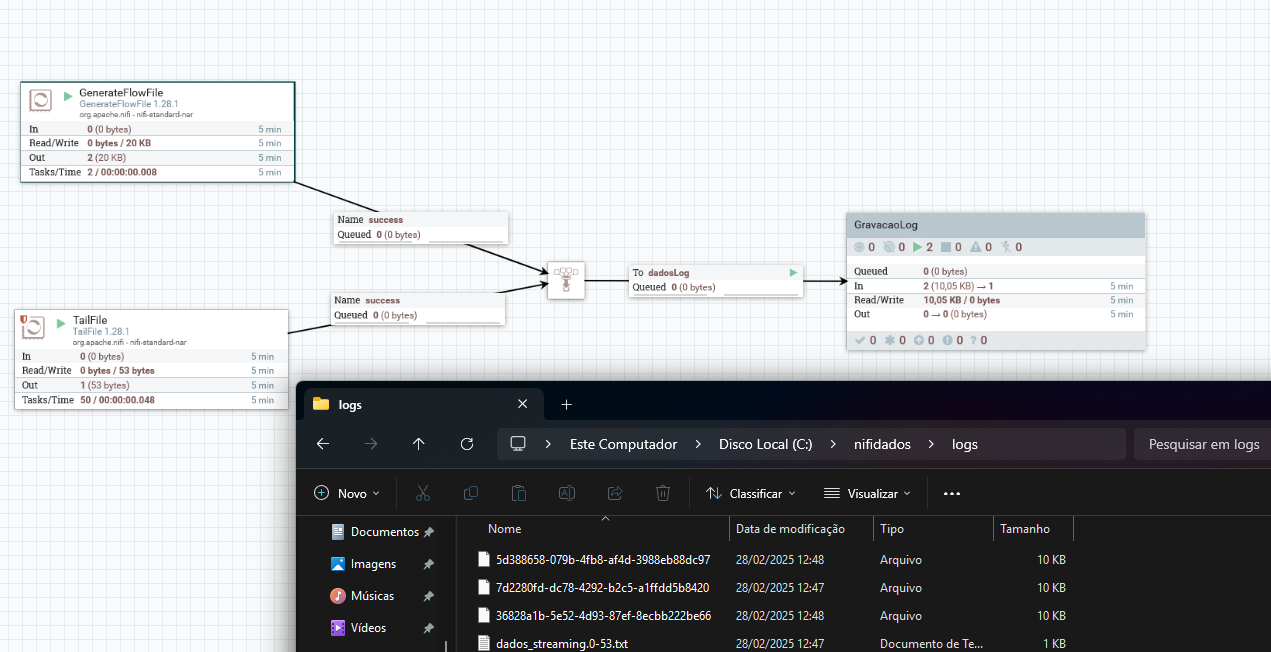 GenerateFlowFile
GenerateFlowFile 1.28.1
org.apache.nifi - nifi-standard-nar
In 0 (0 bytes) 5 min
Read/Write 0 bytes / 20 KB 5 min
Out 2 (20 KB) 5 min
Tasks/Time 2 / 00:00:00.008 5 min
Name success
Queued 0 (0 bytes)
TailFile
TailFile 1.28.1
org.apache.nifi - nifi-standard-nar
In 0 (0 bytes) 5 min
Read/Write 0 bytes / 53 bytes 5 min
Out 1 (53 bytes) 5 min
Tasks/Time 50 / 00:00:00.048 5 min
Name success
Queued 0 (0 bytes)
To dadosLog
Queued 0 (0 bytes)
GravacaoLog
0 0 2 0 0 0
Queued 0 (0 bytes)
In 2 (10,05 KB) → 1 5 min
Read/Write 10,05 KB / 0 bytes 5 min
Out 0 → 0 (0 bytes) 5 min
0 0 0 0 ? 0
logs
Este Computador > Disco Local (C:) > nifidados > logs
Pesquisar em logs
Novo Classificar Visualizar
Documentos
Imagens
Músicas
Vídeos
Nome Data de modificação Tipo Tamanho
5d388658-079b-4fb8-af4d-3988eb88dc97 28/02/2025 12:48 Arquivo 10 KB
7d2280fd-dc78-4292-b2c5-a1ffdd5b8420 28/02/2025 12:47 Arquivo 10 KB
36828a1b-5e52-4d93-87ef-8ecbb222be66 28/02/2025 12:48 Arquivo 10 KB
dados_streaming.0-53.txt 28/02/2025 12:47 Documento de Te... 1 KB